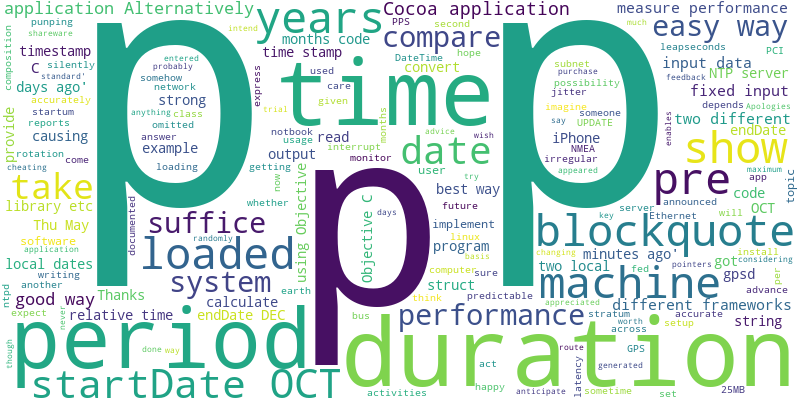 application Alternatively
years
Cocoa application
measure performance
punping
silently
months code
PPS
second
easy way
composition
timestamp
C
time stamp
compare
intend
shareware
entered
probably
standard'
days ago'
somehow
network
express
used
care
given
DateTime
hope
leapseconds
input data
PCI
much
accurately
startum
reports
strong
class
omitted
possibility
jitter
subnet
purchase
convert
NTP server
feedback
fixed input
provide
causing
anything
answer
example
usage
notbook
trial
time
months
imagine
someone
say
UPDATE
depends
Apologies
two different
rotation
come
cheating
loading
read
interrupt
date
advice
wish
iPhone
NMEA
irregular
enables
endDate
show
take
library etc
output
getting
now
monitor
user
try
appeared
pre
app
maximum
topic
p p
p
Thu May
software
application
documented
suffice
whether
using Objective
Objective C
days
best way
future
implement
linux
key
announced
code
server
Ethernet
will
OCT
local dates
writing
another
loaded
randomly
program
basis
blockquote
changing
minutes ago'
install
considering
got
ntpd
good way
Thanks
system
calculate
earth
computer
sure
struct
think
predictable
two local
fed
pointers
gpsd
per
machine
appreciated
advance
expect
never
relative time
endDate DEC
bus
performance
different frameworks
stratum
accurate
worth
across
setup
string
though
period
done
way
duration
act
happy
activities
latency
route
GPS
generated
anticipate
sometime
set
25MB
startDate OCT